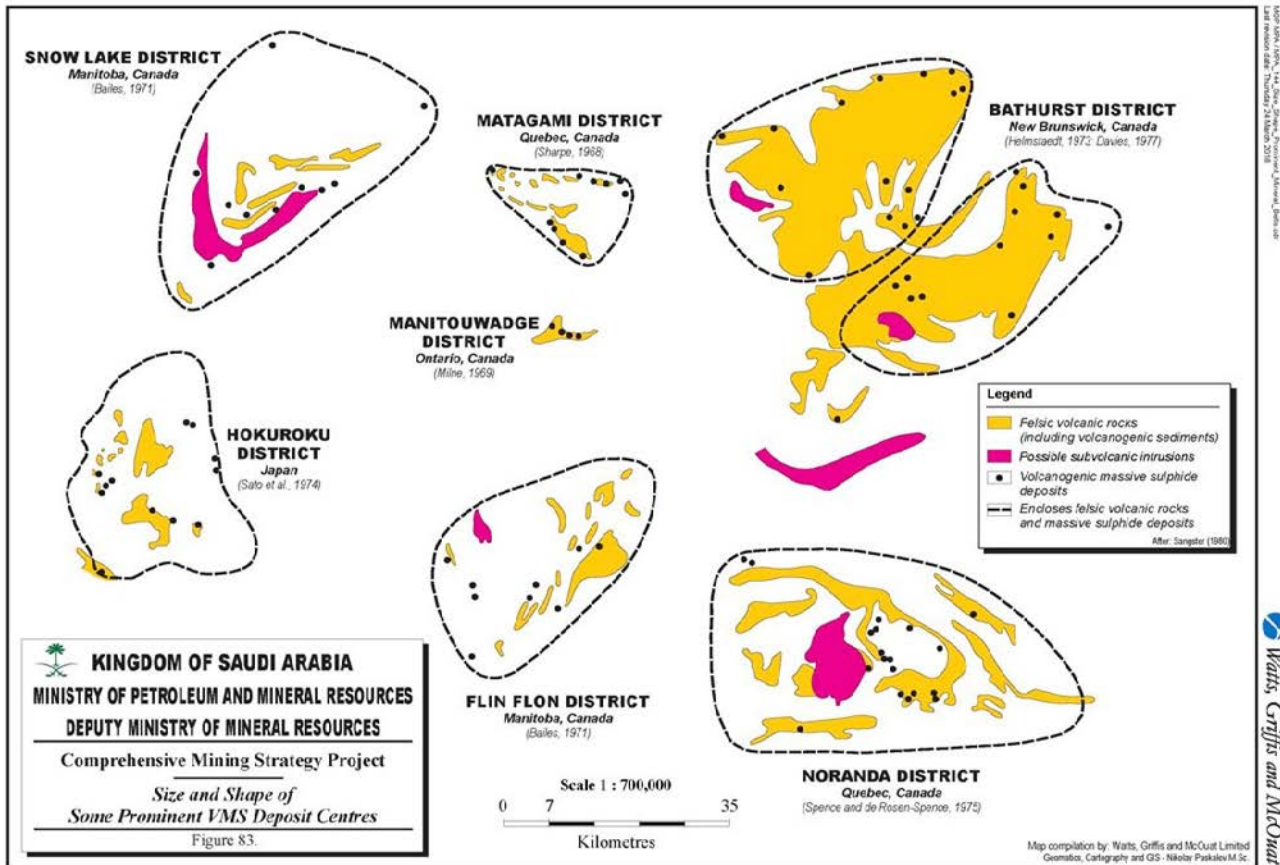 SNOW LAKE DISTRICT
Manitoba, Canada
(Bailes, 1971)
MATAGAMI DISTRICT
Quebec, Canada
(Sharpe, 1968)
BATHURST DISTRICT
New Brunswick, Canada
(Helmstaedt, 1973; Davies, 1977)
MANITOUWADGE
DISTRICT
Ontario, Canada
(Milne, 1969)
HOKUROKU
DISTRICT
Japan
(Sato et al., 1974)
Legend
Felsic volcanic rocks
(including volcanogenic sediments)
Possible subvolcanic intrusions
Volcanogenic massive sulphide
deposits
Encloses felsic volcanic rocks
and massive sulphide deposits
After: Sangster (1980)
FLIN FLON DISTRICT
Manitoba, Canada
(Bailes, 1971)
NORANDA DISTRICT
Quebec, Canada
(Spence and de Rosen-Spence, 1975)
Scale 1 : 700,000
0 7 35
Kilometres
KINGDOM OF SAUDI ARABIA
MINISTRY OF PETROLEUM AND MINERAL RESOURCES
DEPUTY MINISTRY OF MINERAL RESOURCES
Comprehensive Mining Strategy Project
Size and Shape of
Some Prominent VMS Deposit Centres
Figure 83.
Map compilation by: Watts, Griffis and McOuat Limited
Geomatics, Cartography and GIS - Nikolay Paskalev M.Sc.
Last revision date: Thursday 24 March 2016
Watts, Griffis and McOuat